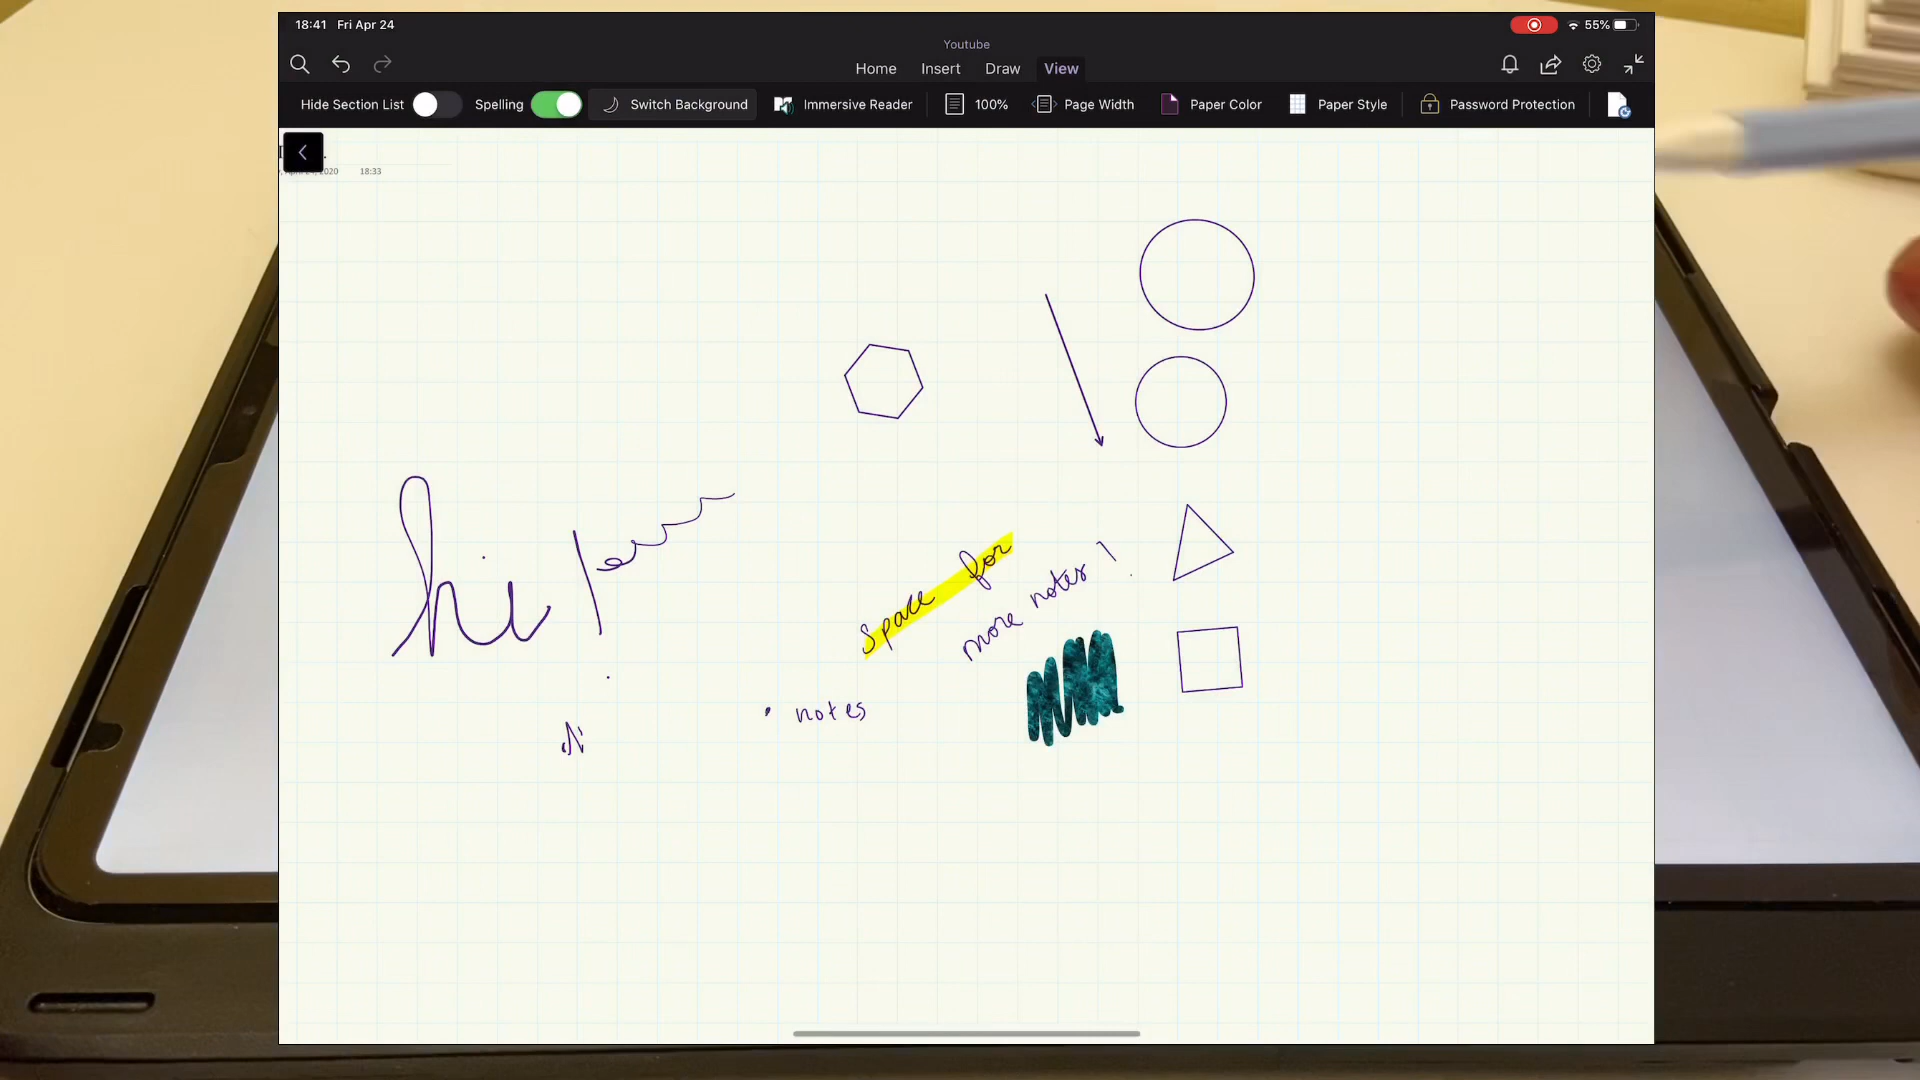 18:41 Fri Apr 24
55%
Youtube
Home Insert Draw View
Hide Section List Spelling Switch Background Immersive Reader 100% Page Width Paper Color Paper Style Password Protection
2020 18:33
hi
space for
more notes!
• notes